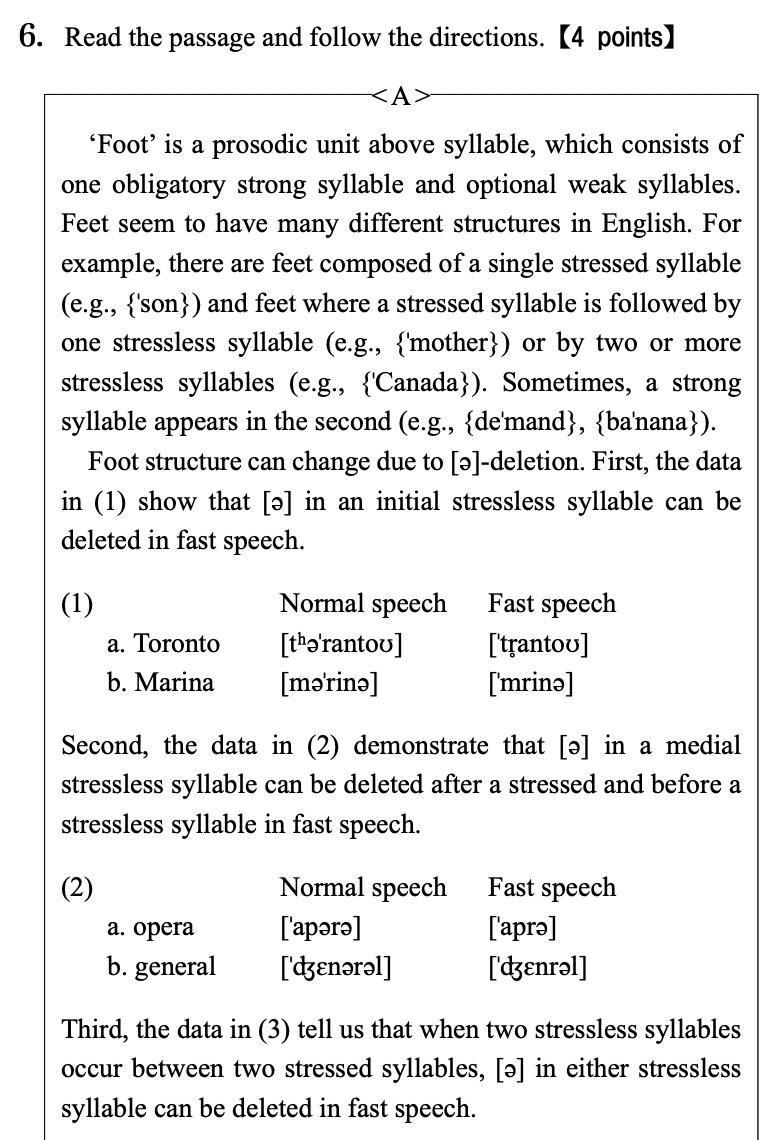 6. Read the passage and follow the directions. 【4 points】
<A>
‘Foot’ is a prosodic unit above syllable, which consists of
one obligatory strong syllable and optional weak syllables.
Feet seem to have many different structures in English. For
example, there are feet composed of a single stressed syllable
(e.g., {'son}) and feet where a stressed syllable is followed by
one stressless syllable (e.g., {'mother}) or by two or more
stressless syllables (e.g., {'Canada}). Sometimes, a strong
syllable appears in the second (e.g., {de'mand}, {ba'nana}).
Foot structure can change due to [ə]-deletion. First, the data
in (1) show that [ə] in an initial stressless syllable can be
deleted in fast speech.
(1) Normal speech Fast speech
a. Toronto [tʰə'rantoʊ] ['tr̥antoʊ]
b. Marina [mə'rinə] ['mrinə]
Second, the data in (2) demonstrate that [ə] in a medial
stressless syllable can be deleted after a stressed and before a
stressless syllable in fast speech.
(2) Normal speech Fast speech
a. opera ['apərə] ['aprə]
b. general ['ʤɛnərəl] ['ʤɛnrəl]
Third, the data in (3) tell us that when two stressless syllables
occur between two stressed syllables, [ə] in either stressless
syllable can be deleted in fast speech.